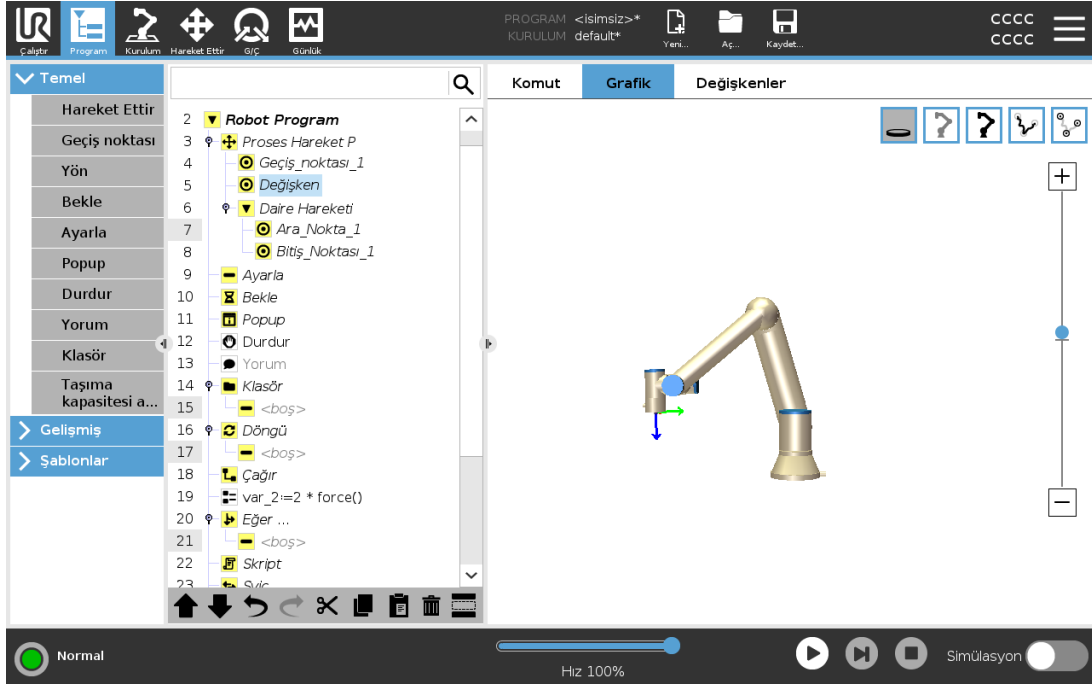 UR
PROGRAM <isimsiz>*
KURULUM default*
CCCC
CCCC
Çalıştır
Program
Kurulum
Hareket Ettir
G/Ç
Günlük
Yeni...
Aç...
Kaydet...
Temel
Hareket Ettir
Geçiş noktası
Yön
Bekle
Ayarla
Popup
Durdur
Yorum
Klasör
Taşıma
kapasitesi a...
Gelişmiş
Şablonlar
2 Robot Program
3 Proses Hareket P
4 Geçiş_noktası_1
5 Değişken
6 Daire Hareketi
7 Ara_Nokta_1
8 Bitiş_Noktası_1
9 Ayarla
10 Bekle
11 Popup
12 Durdur
13 Yorum
14 Klasör
15 <boş>
16 Döngü
17 <boş>
18 Çağır
19 var_2:=2 * force()
20 Eğer ...
21 <boş>
22 Skript
23 Sviç
Komut
Grafik
Değişkenler
Normal
Hız 100%
Simülasyon